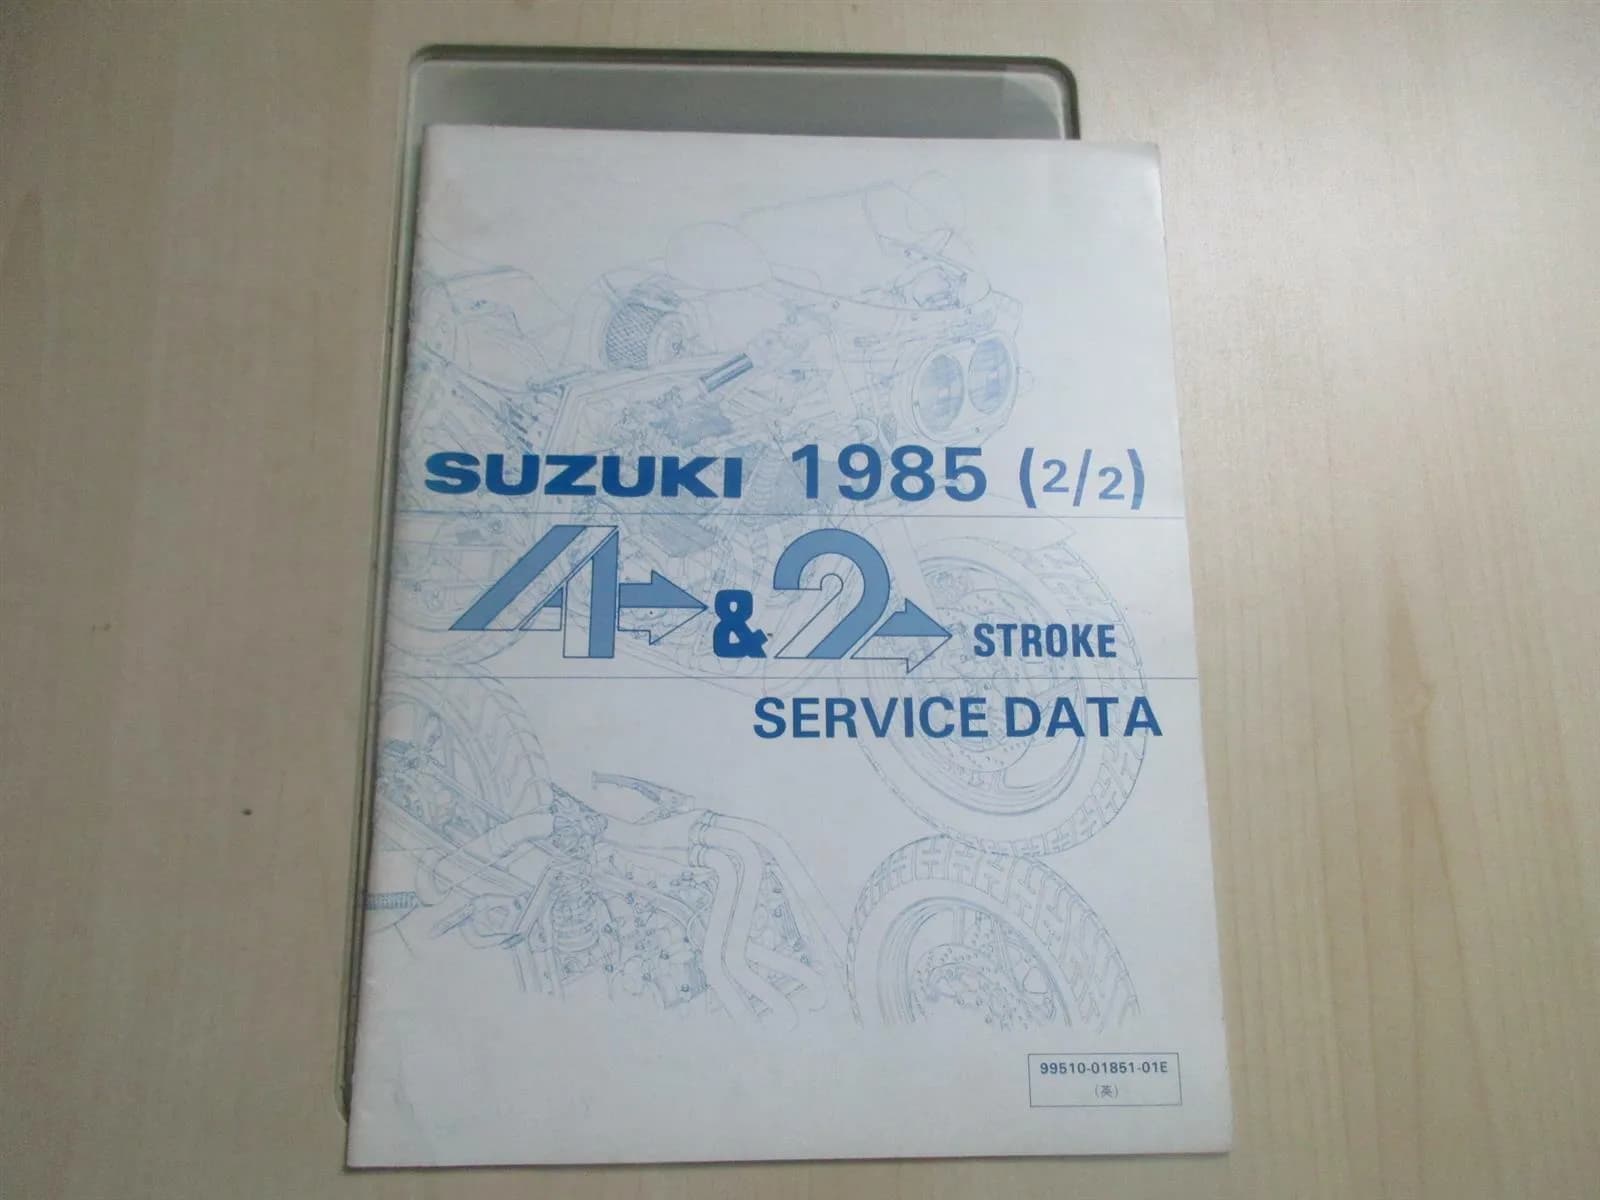 SUZUKI 1985 (2/2)
4 & 2 STROKE
SERVICE DATA
99510-01851-01E
(英)